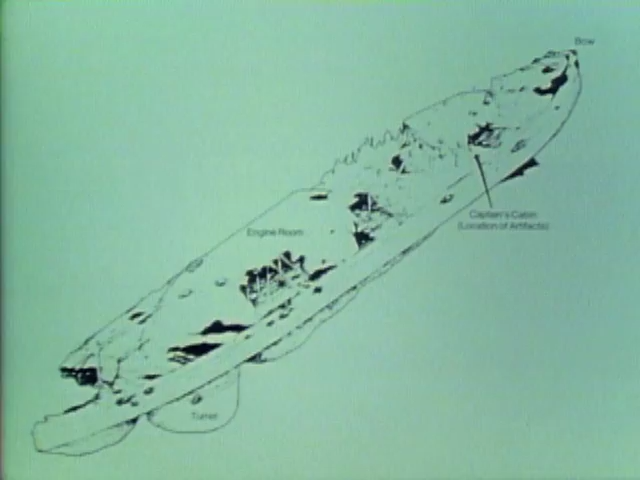 Bow
Captain's Cabin
(Location of Artifacts)
Engine Room
Turret